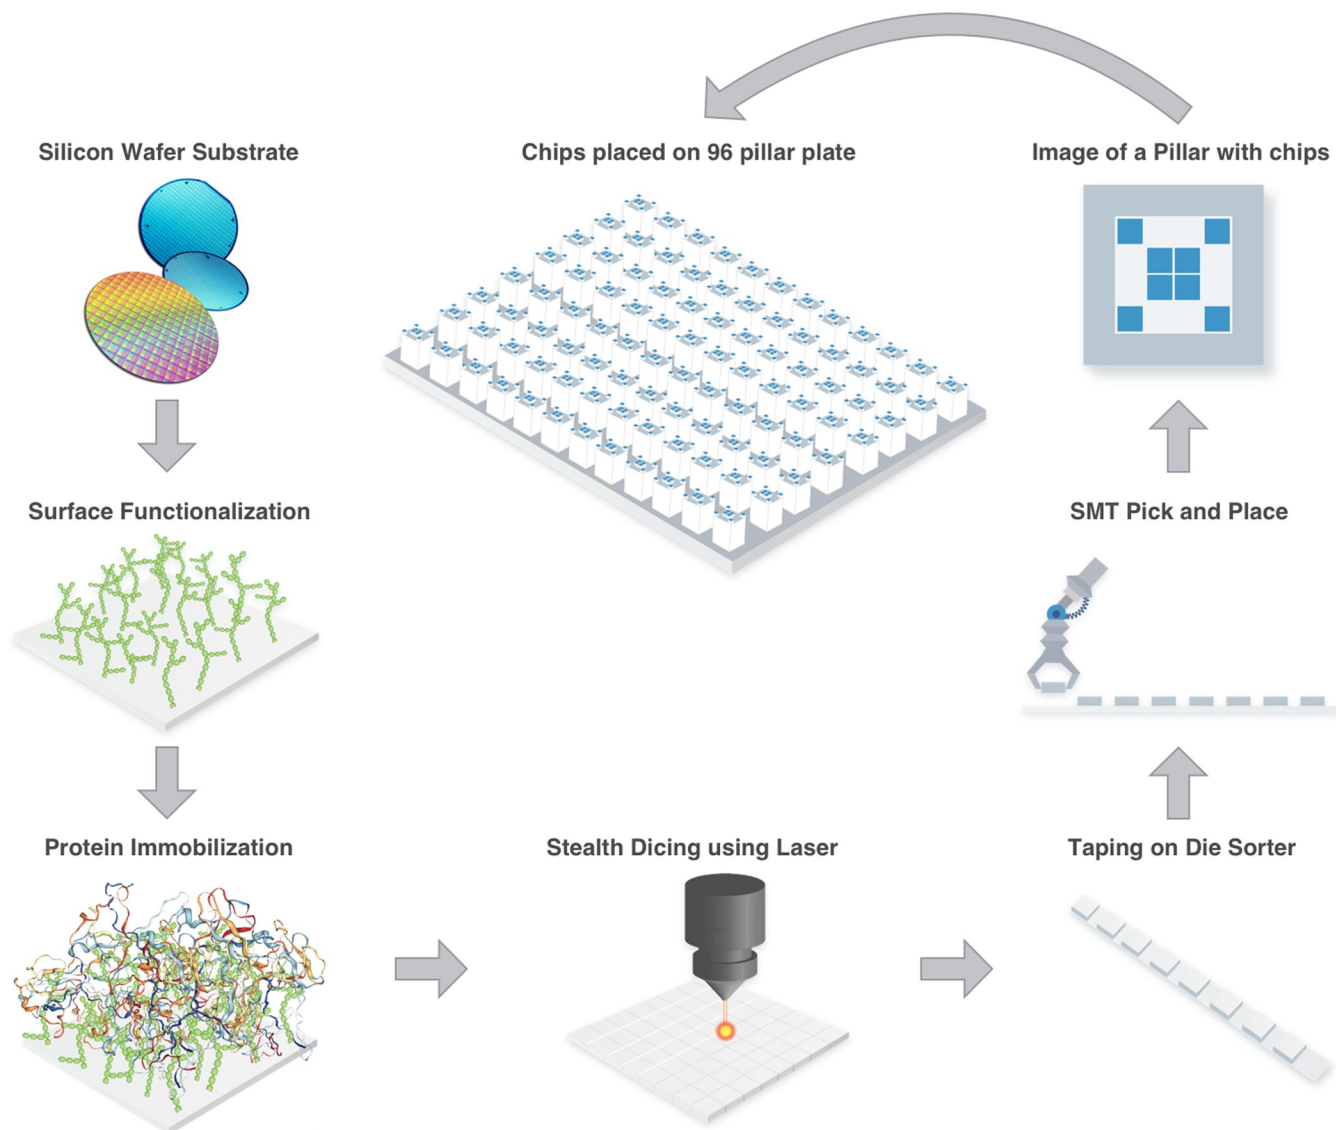 Silicon Wafer Substrate
Chips placed on 96 pillar plate
Image of a Pillar with chips
Surface Functionalization
SMT Pick and Place
Protein Immobilization
Stealth Dicing using Laser
Taping on Die Sorter